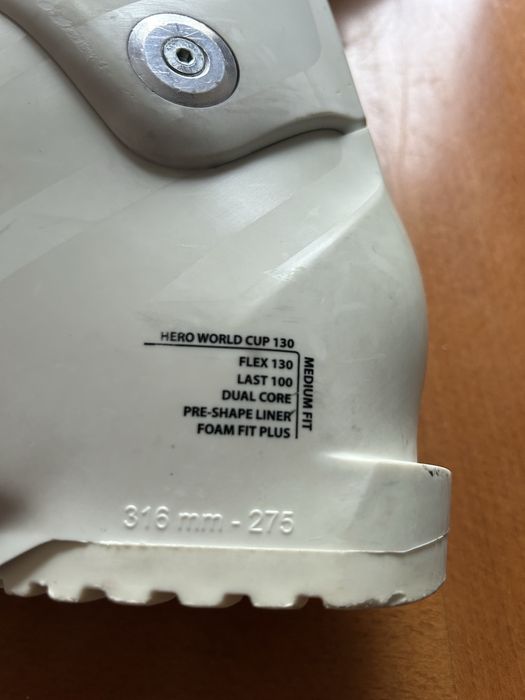 HERO WORLD CUP 130
FLEX 130
LAST 100
DUAL CORE
PRE-SHAPE LINER
FOAM FIT PLUS
MEDIUM FIT
316 mm - 275